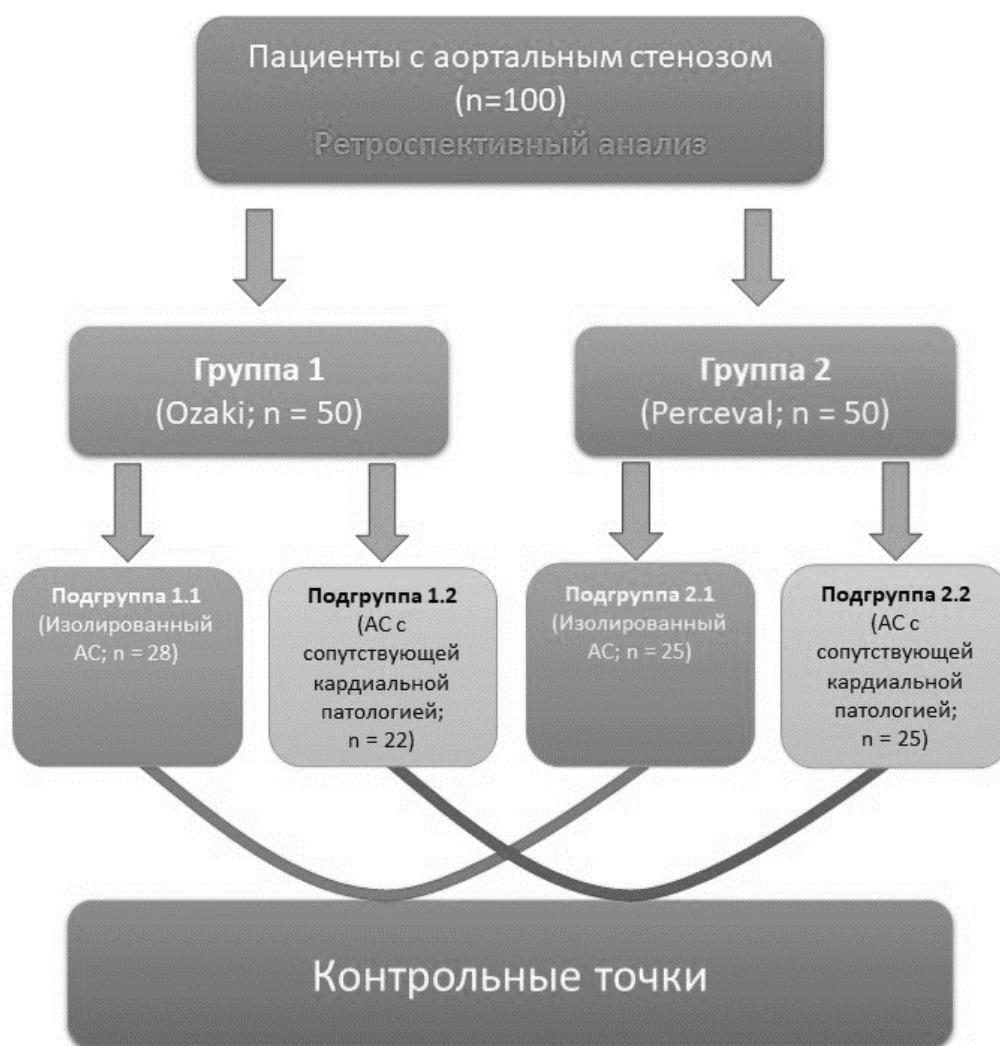 Пациенты с аортальным стенозом
(n=100)
Ретроспективный анализ
Группа 1
(Ozaki; n = 50)
Группа 2
(Perceval; n = 50)
Подгруппа 1.1
(Изолированный
АС; n = 28)
Подгруппа 1.2
(АС с
сопутствующей
кардиальной
патологией;
n = 22)
Подгруппа 2.1
(Изолированный
АС; n = 25)
Подгруппа 2.2
(АС с
сопутствующей
кардиальной
патологией;
n = 25)
Контрольные точки